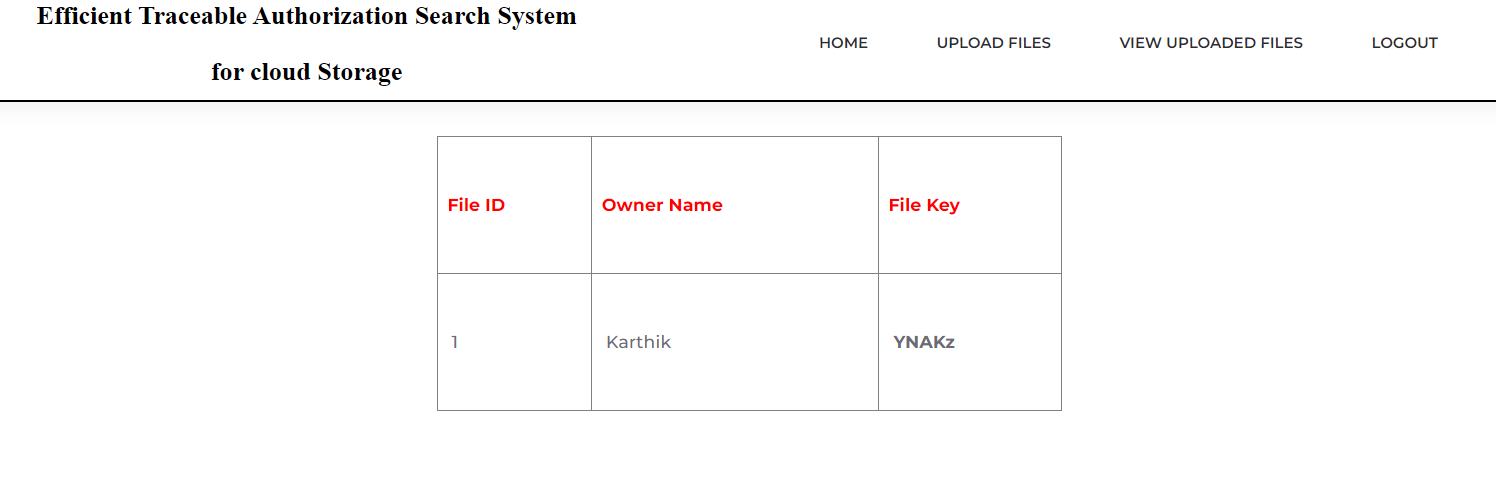 Efficient Traceable Authorization Search System
for cloud Storage
HOME UPLOAD FILES VIEW UPLOADED FILES LOGOUT
File ID Owner Name File Key
1 Karthik YNAKz